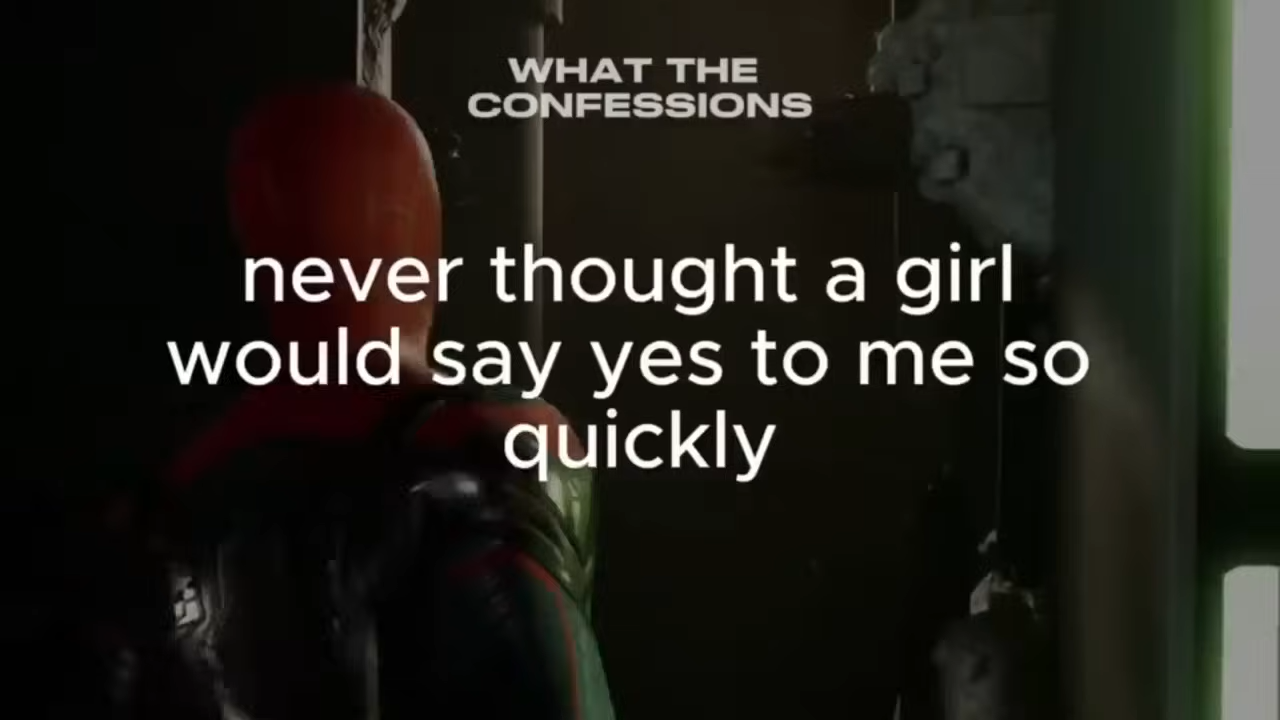 WHAT THE
CONFESSIONS
never thought a girl
would say yes to me so
quickly